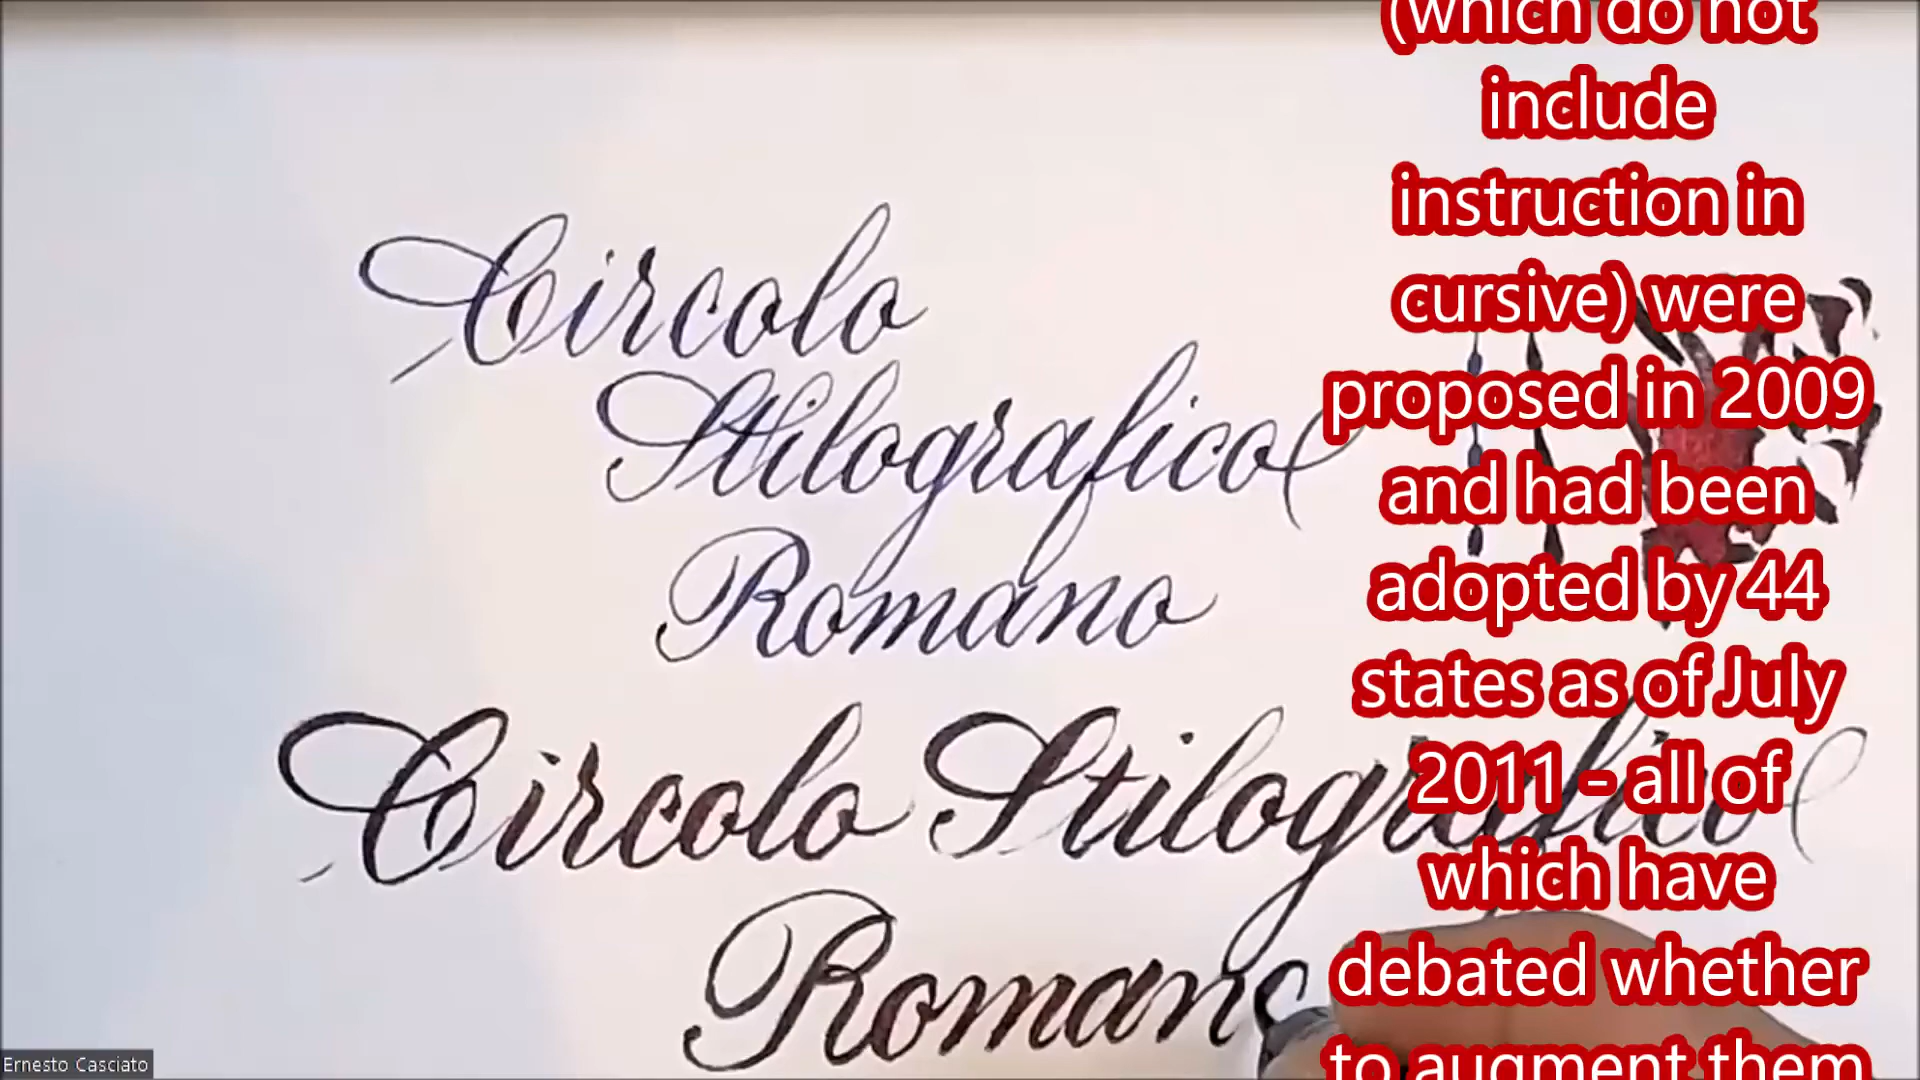 Circolo
Stilografico
Romano
Circolo Stilografico
Romano
(which do not
include
instruction in
cursive) were
proposed in 2009
and had been
adopted by 44
states as of July
2011 - all of
which have
debated whether
to augment them
Ernesto Casciato